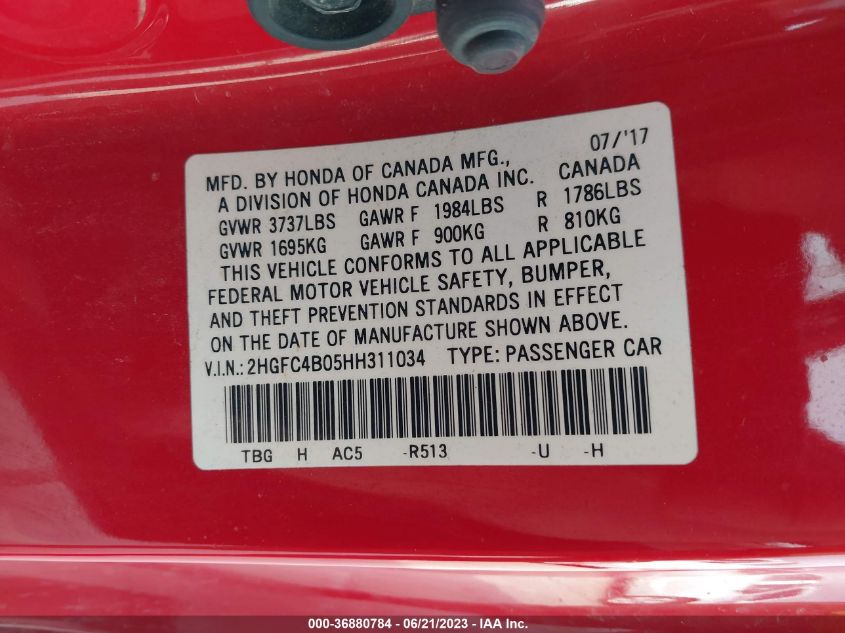 07/'17
MFD. BY HONDA OF CANADA MFG.,
A DIVISION OF HONDA CANADA INC. CANADA
GVWR 3737LBS GAWR F 1984LBS R 1786LBS
GVWR 1695KG GAWR F 900KG R 810KG
THIS VEHICLE CONFORMS TO ALL APPLICABLE
FEDERAL MOTOR VEHICLE SAFETY, BUMPER,
AND THEFT PREVENTION STANDARDS IN EFFECT
ON THE DATE OF MANUFACTURE SHOWN ABOVE.
V.I.N.: 2HGFC4B05HH311034 TYPE: PASSENGER CAR
TBG H AC5 -R513 -U -H
000-36880784 - 06/21/2023 - IAA Inc.